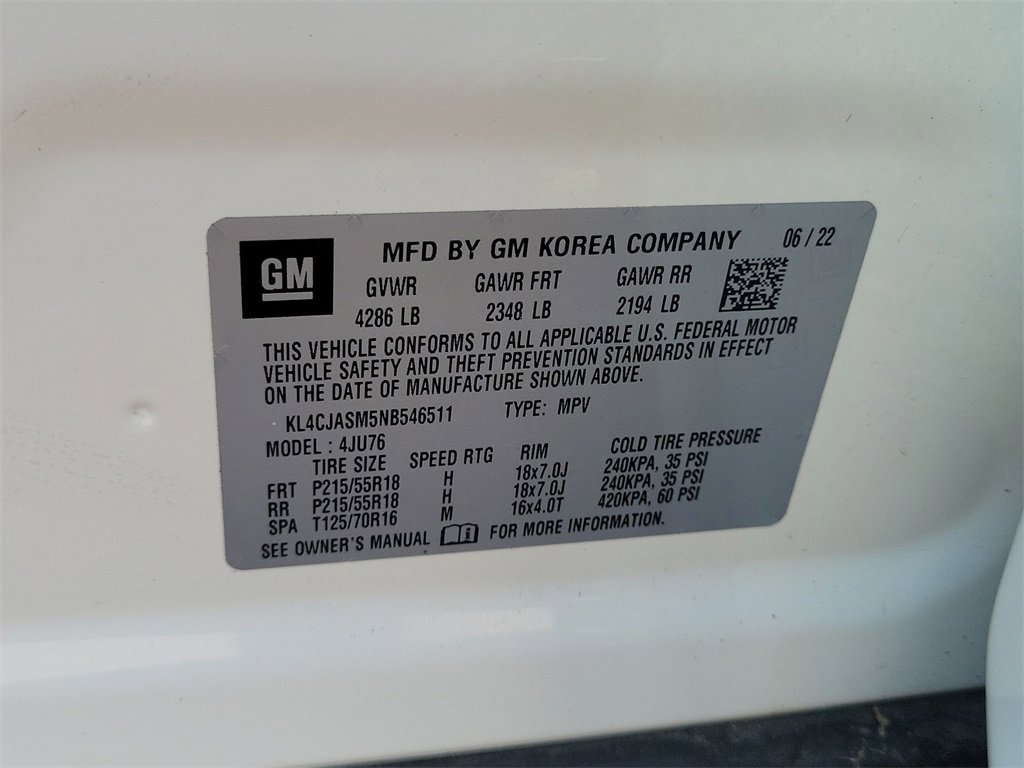 GM
MFD BY GM KOREA COMPANY 06 / 22
GVWR GAWR FRT GAWR RR
4286 LB 2348 LB 2194 LB
THIS VEHICLE CONFORMS TO ALL APPLICABLE U.S. FEDERAL MOTOR
VEHICLE SAFETY AND THEFT PREVENTION STANDARDS IN EFFECT
ON THE DATE OF MANUFACTURE SHOWN ABOVE.
KL4CJASM5NB546511 TYPE: MPV
MODEL : 4JU76
TIRE SIZE SPEED RTG RIM COLD TIRE PRESSURE
FRT P215/55R18 H 18x7.0J 240KPA, 35 PSI
RR P215/55R18 H 18x7.0J 240KPA, 35 PSI
SPA T125/70R16 M 16x4.0T 420KPA, 60 PSI
SEE OWNER'S MANUAL i FOR MORE INFORMATION.